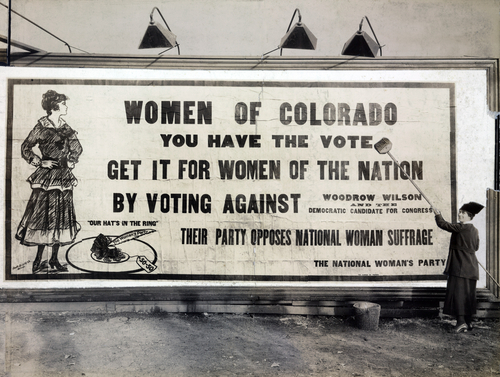 WOMEN OF COLORADO
YOU HAVE THE VOTE
GET IT FOR WOMEN OF THE NATION
BY VOTING AGAINST WOODROW WILSON
AND THE
DEMOCRATIC CANDIDATE FOR CONGRESS
"OUR HAT'S IN THE RING"
THEIR PARTY OPPOSES NATIONAL WOMAN SUFFRAGE
THE NATIONAL WOMAN'S PARTY